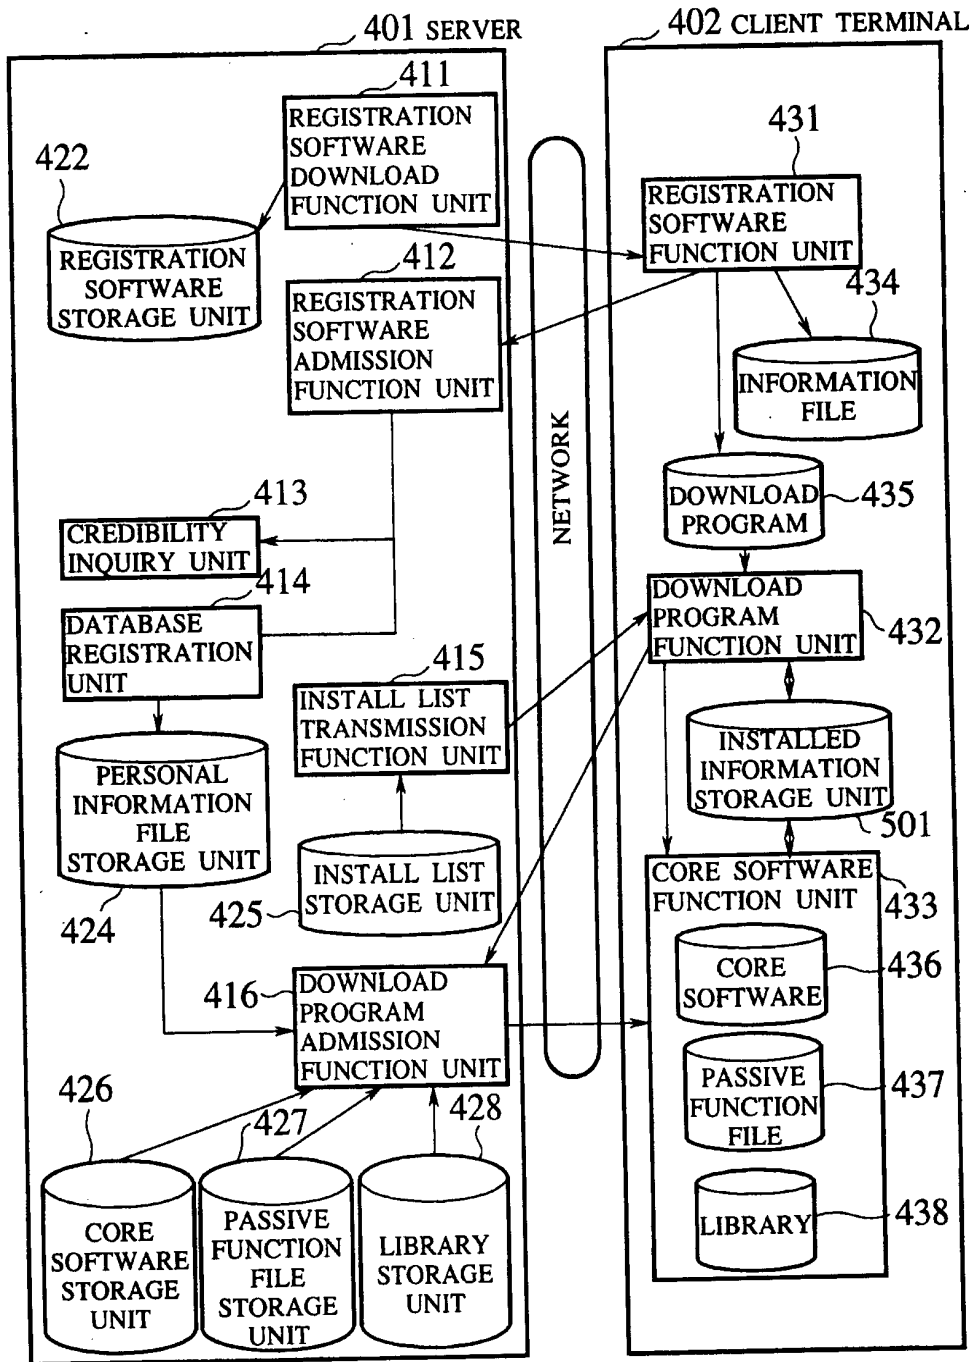 401 SERVER
402 CLIENT TERMINAL
411
REGISTRATION
SOFTWARE
DOWNLOAD
FUNCTION UNIT
422
REGISTRATION
SOFTWARE
STORAGE UNIT
412
REGISTRATION
SOFTWARE
ADMISSION
FUNCTION UNIT
413
CREDIBILITY
INQUIRY UNIT
414
DATABASE
REGISTRATION
UNIT
415
INSTALL LIST
TRANSMISSION
FUNCTION UNIT
PERSONAL
INFORMATION
FILE
STORAGE UNIT
424
INSTALL LIST
STORAGE UNIT
425
416
DOWNLOAD
PROGRAM
ADMISSION
FUNCTION UNIT
426
427
428
CORE
SOFTWARE
STORAGE
UNIT
PASSIVE
FUNCTION
FILE
STORAGE
UNIT
LIBRARY
STORAGE
UNIT
NETWORK
431
REGISTRATION
SOFTWARE
FUNCTION UNIT
434
INFORMATION
FILE
DOWNLOAD
PROGRAM
435
DOWNLOAD
PROGRAM
FUNCTION UNIT
432
INSTALLED
INFORMATION
STORAGE UNIT
501
CORE SOFTWARE
FUNCTION UNIT
433
CORE
SOFTWARE
436
PASSIVE
FUNCTION
FILE
437
LIBRARY
438